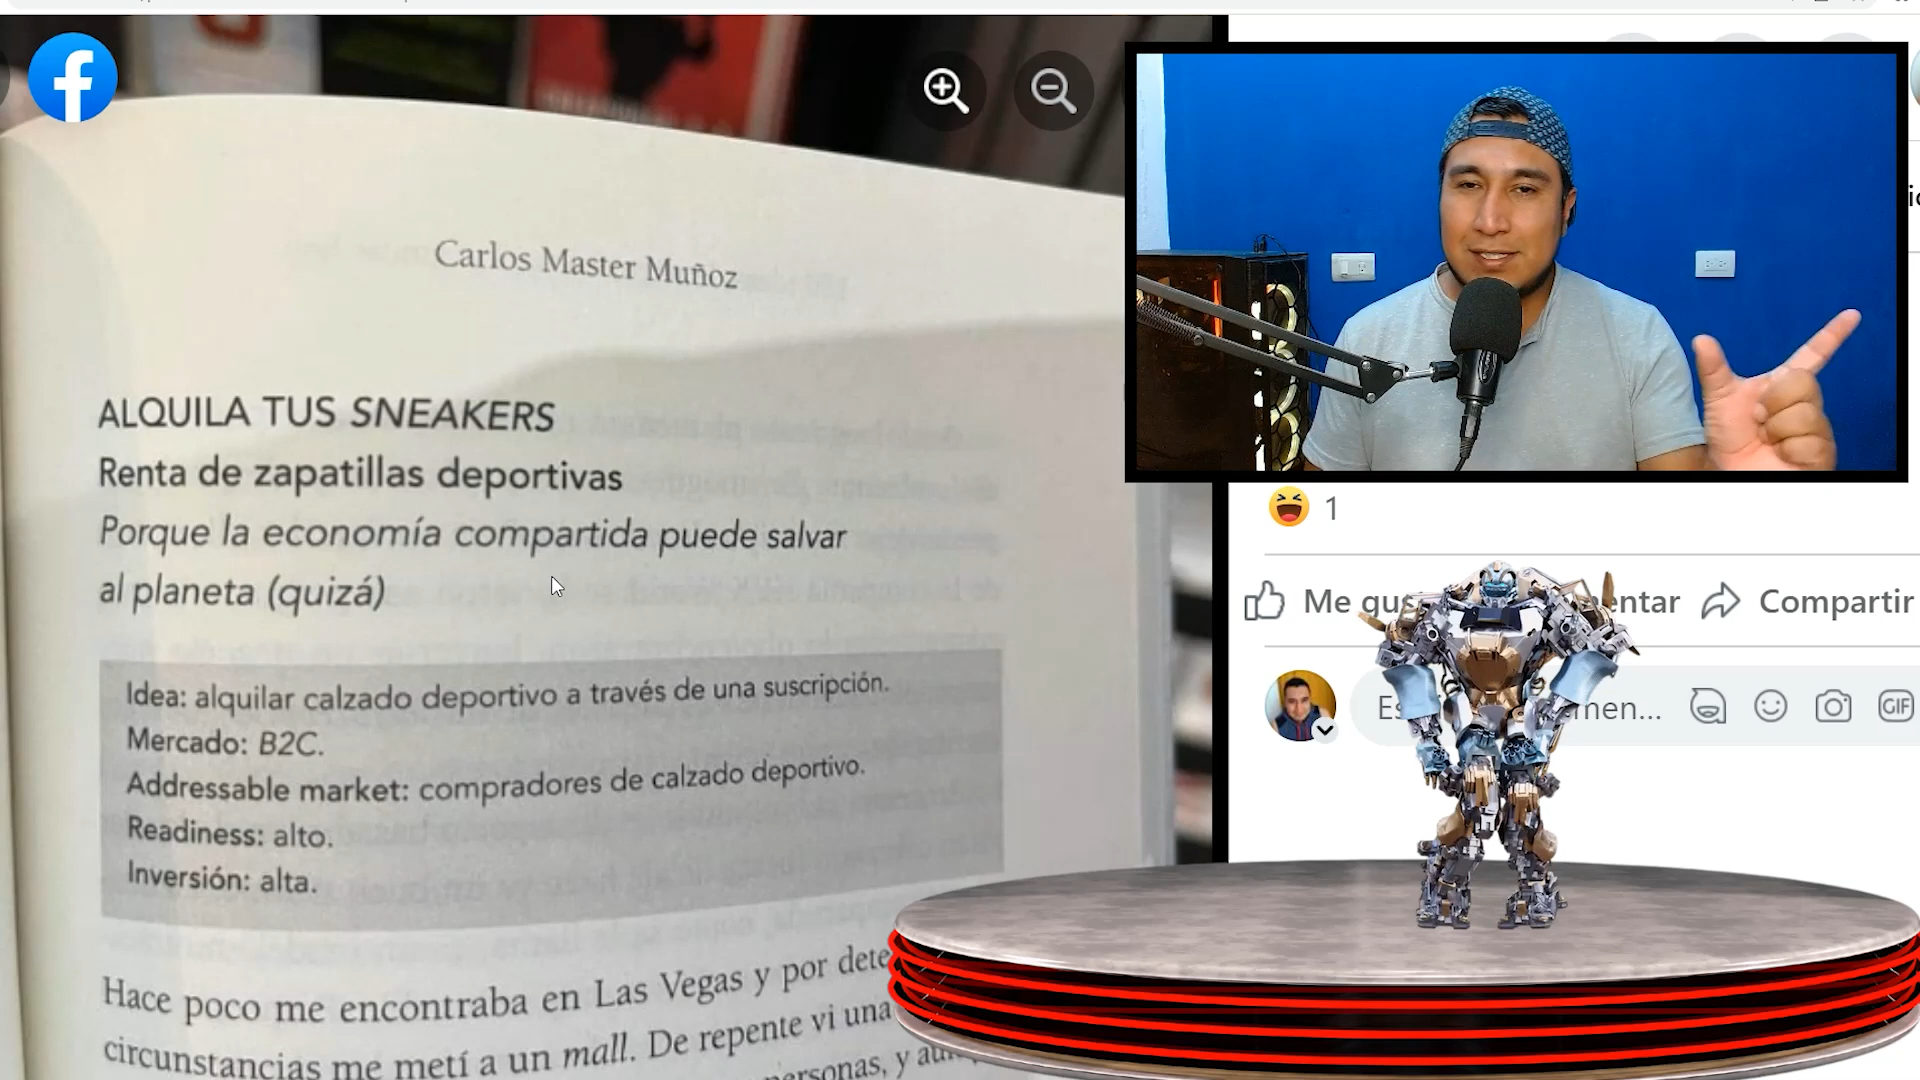 Carlos Master Muñoz
ALQUILA TUS SNEAKERS
Renta de zapatillas deportivas
Porque la economía compartida puede salvar
al planeta (quizá)
Idea: alquilar calzado deportivo a través de una suscripción.
Mercado: B2C.
Addressable market: compradores de calzado deportivo.
Readiness: alto.
Inversión: alta.
Hace poco me encontraba en Las Vegas y por
circunstancias me metí a un mall. De repente vi una
y
1
Me
Compartir
GIF